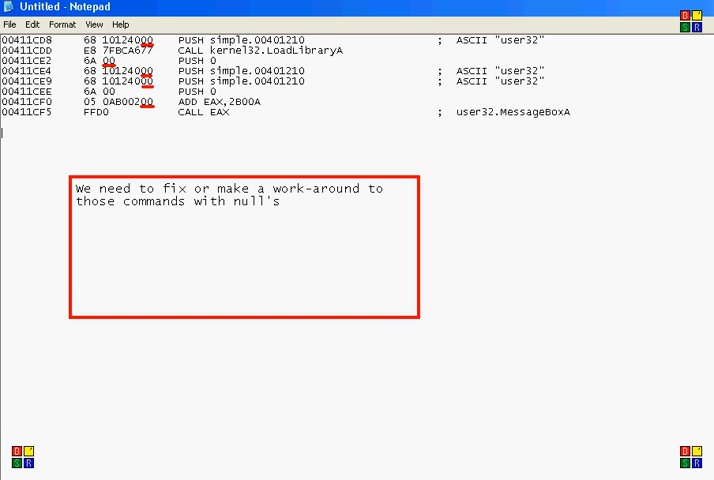 Untitled - Notepad
File Edit Format View Help
00411CD8 68 10124000 PUSH simple.00401210 ; ASCII "user32"
00411CDD E8 7FBCA677 CALL kernel32.LoadLibraryA
00411CE2 6A 00 PUSH 0
00411CE4 68 10124000 PUSH simple.00401210 ; ASCII "user32"
00411CE9 68 10124000 PUSH simple.00401210 ; ASCII "user32"
00411CEE 6A 00 PUSH 0
00411CF0 05 0AB00200 ADD EAX,2B00A
00411CF5 FFD0 CALL EAX ; user32.MessageBoxA
We need to fix or make a work-around to
those commands with null's